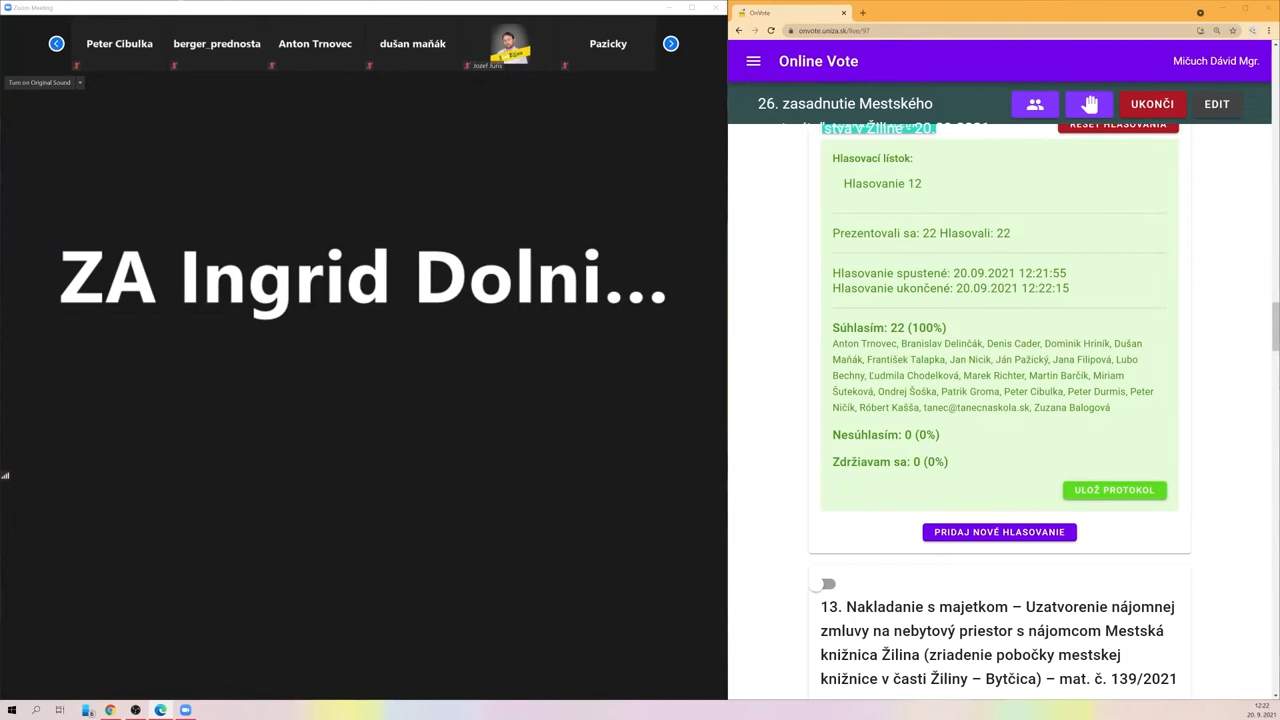 Zoom Meeting
Peter Cibulka
berger_prednosta
Anton Trnovec
dušan maňák
Jozef Juriš
Pazicky
Turn on Original Sound
ZA Ingrid Dolni...
OnVote
onvote.uniza.sk/live/97
Online Vote
Mičuch Dávid Mgr.
26. zasadnutie Mestského
UKONČI
EDIT
RESET HLASOVANIA
Hlasovací lístok:
Hlasovanie 12
Prezentovali sa: 22 Hlasovali: 22
Hlasovanie spustené: 20.09.2021 12:21:55
Hlasovanie ukončené: 20.09.2021 12:22:15
Súhlasím: 22 (100%)
Anton Trnovec, Branislav Delinčák, Denis Cader, Dominik Hriník, Dušan
Maňák, František Talapka, Jan Nicik, Ján Pažický, Jana Filipová, Lubo
Bechny, Ľudmila Chodelková, Marek Richter, Martin Barčík, Miriam
Šuteková, Ondrej Šoška, Patrik Groma, Peter Cibulka, Peter Durmis, Peter
Ničík, Róbert Kašša, tanec@tanecnaskola.sk, Zuzana Balogová
Nesúhlasím: 0 (0%)
Zdržiavam sa: 0 (0%)
ULOŽ PROTOKOL
PRIDAJ NOVÉ HLASOVANIE
13. Nakladanie s majetkom – Uzatvorenie nájomnej
zmluvy na nebytový priestor s nájomcom Mestská
knižnica Žilina (zriadenie pobočky mestskej
knižnice v časti Žiliny – Bytčica) – mat. č. 139/2021
12:22
20. 9. 2021